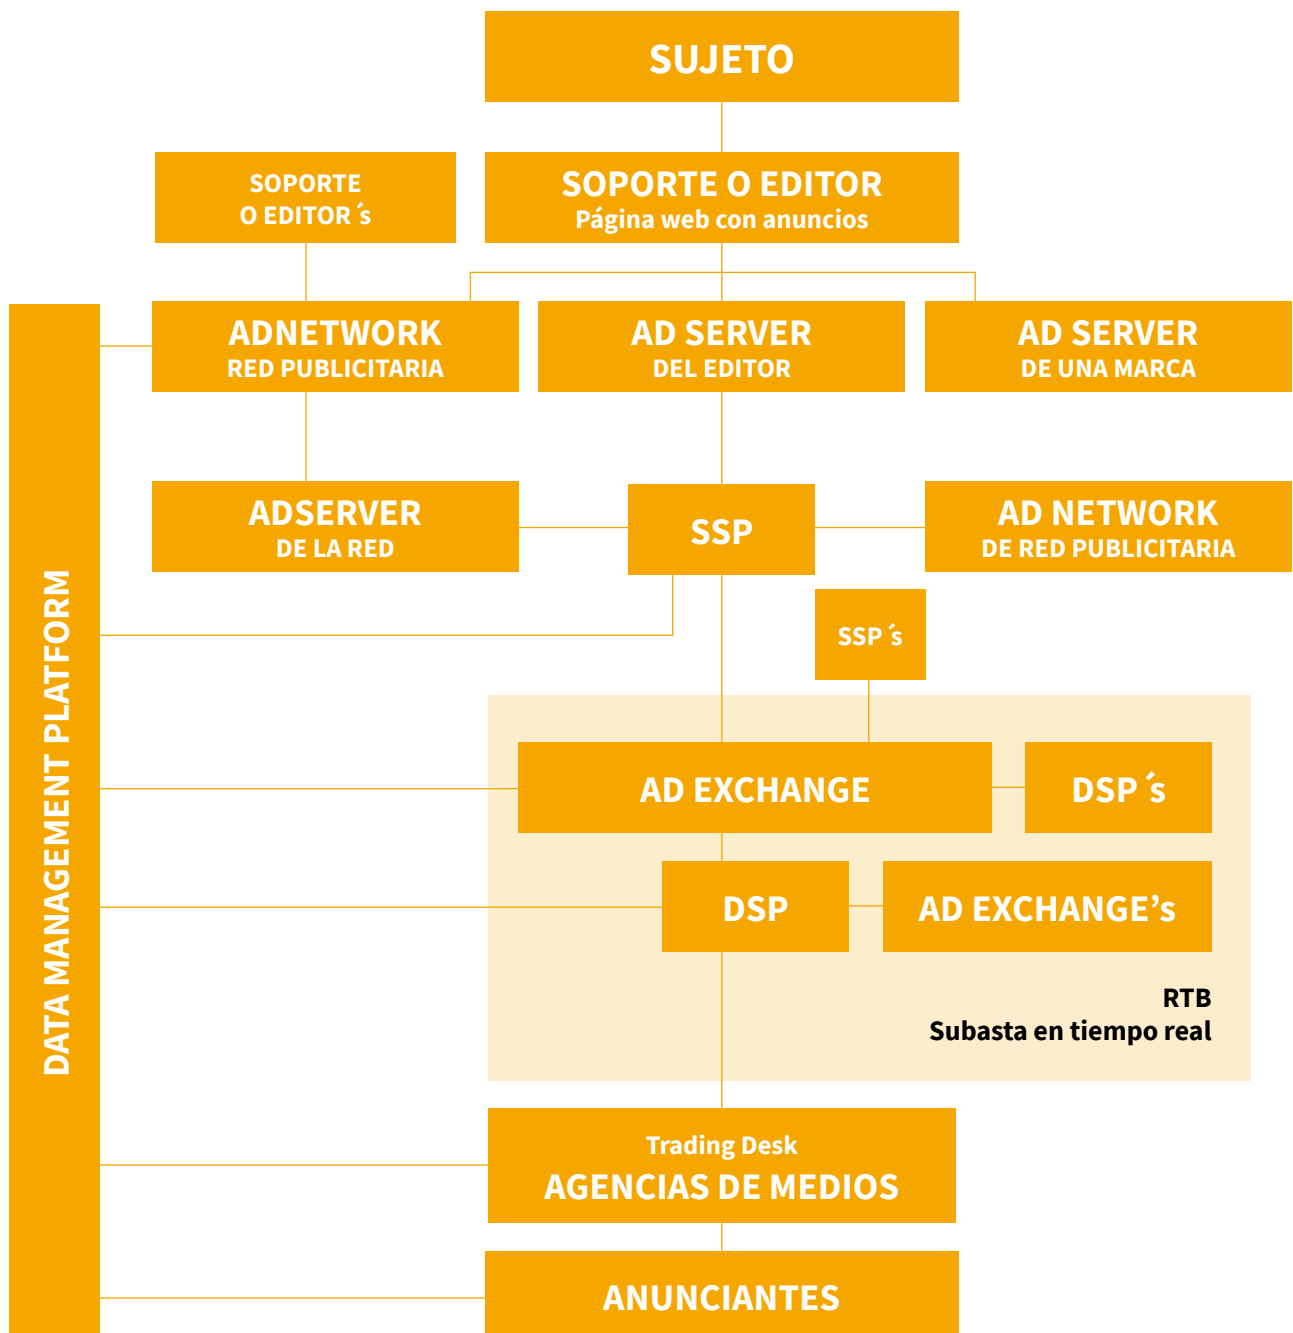 SUJETO
SOPORTE
O EDITOR´s
SOPORTE O EDITOR
Página web con anuncios
ADNETWORK
RED PUBLICITARIA
AD SERVER
DEL EDITOR
AD SERVER
DE UNA MARCA
ADSERVER
DE LA RED
SSP
AD NETWORK
DE RED PUBLICITARIA
SSP´s
DATA MANAGEMENT PLATFORM
AD EXCHANGE
DSP´s
DSP
AD EXCHANGE’s
RTB
Subasta en tiempo real
Trading Desk
AGENCIAS DE MEDIOS
ANUNCIANTES